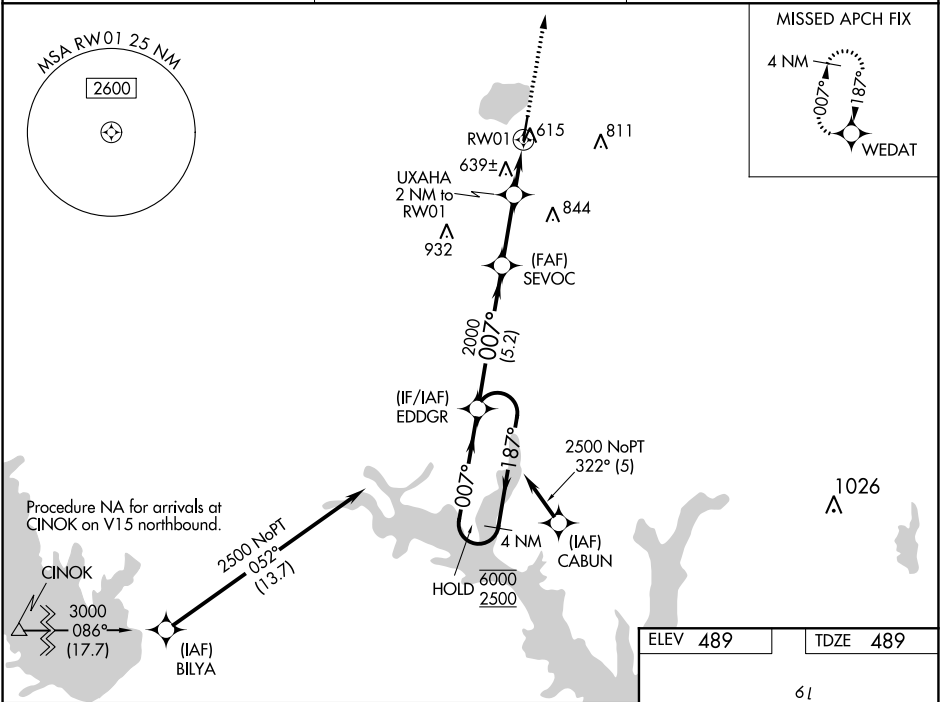 MSA RW01 25 NM
2600
MISSED APCH FIX
4 NM
007°
187°
WEDAT
RW01
615
811
639±
UXAHA
2 NM to
RW01
844
932
(FAF)
SEVOC
2000
007°
(5.2)
(IF/IAF)
EDDGR
187°
007°
2500 NoPT
322° (5)
1026
Procedure NA for arrivals at
CINOK on V15 northbound.
2500 NoPT
052°
(13.7)
4 NM
(IAF)
CABUN
HOLD
6000
2500
CINOK
3000
086°
(17.7)
(IAF)
BILYA
ELEV 489
TDZE 489
19